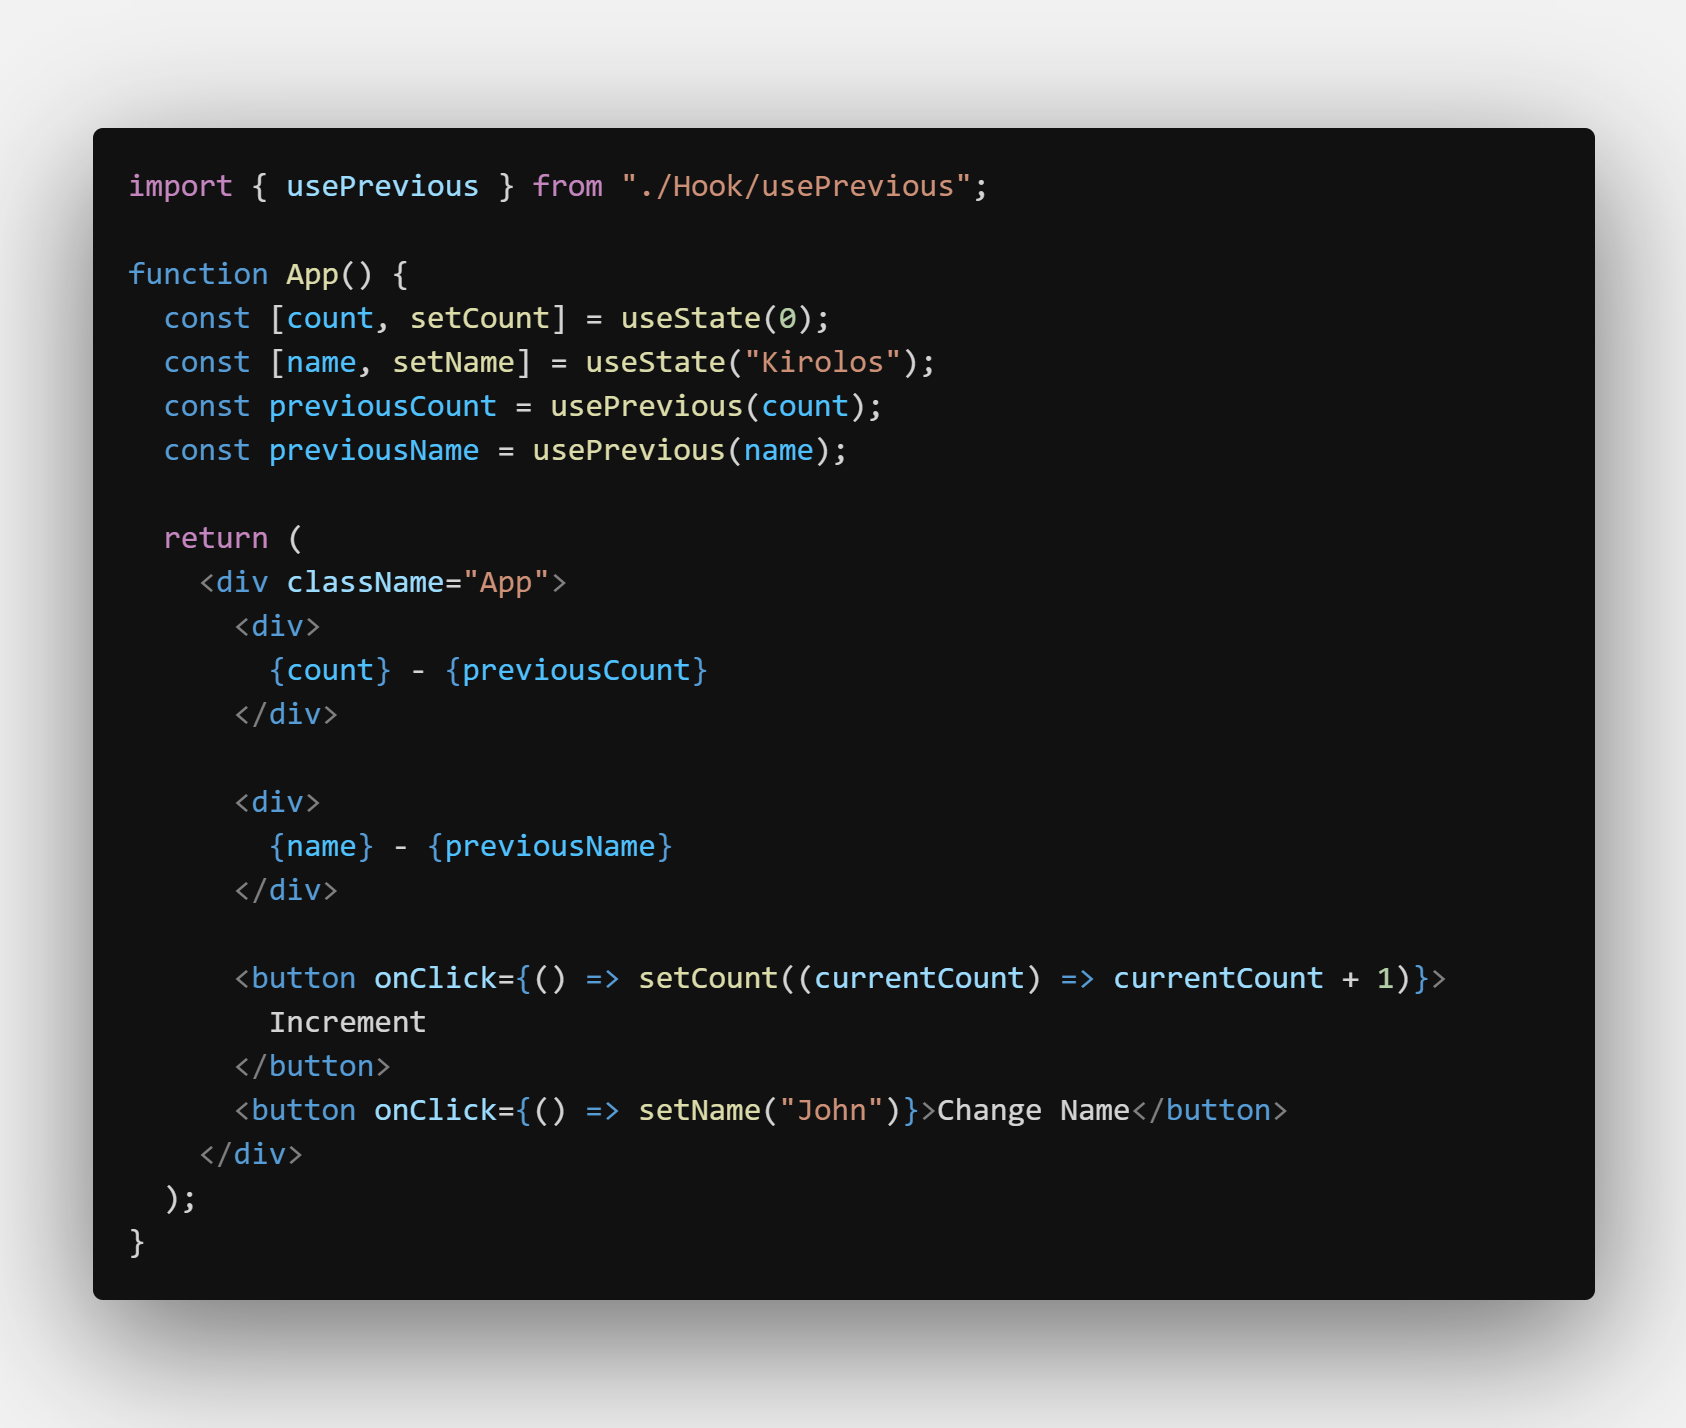 import { usePrevious } from "./Hook/usePrevious";
function App() {
  const [count, setCount] = useState(0);
  const [name, setName] = useState("Kirolos");
  const previousCount = usePrevious(count);
  const previousName = usePrevious(name);
  return (
    <div className="App">
      <div>
        {count} - {previousCount}
      </div>
      <div>
        {name} - {previousName}
      </div>
      <button onClick={() => setCount((currentCount) => currentCount + 1)}>
        Increment
      </button>
      <button onClick={() => setName("John")}>Change Name</button>
    </div>
  );
}